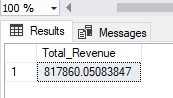 100 %
Results Messages
Total_Revenue
1 817860.05083847